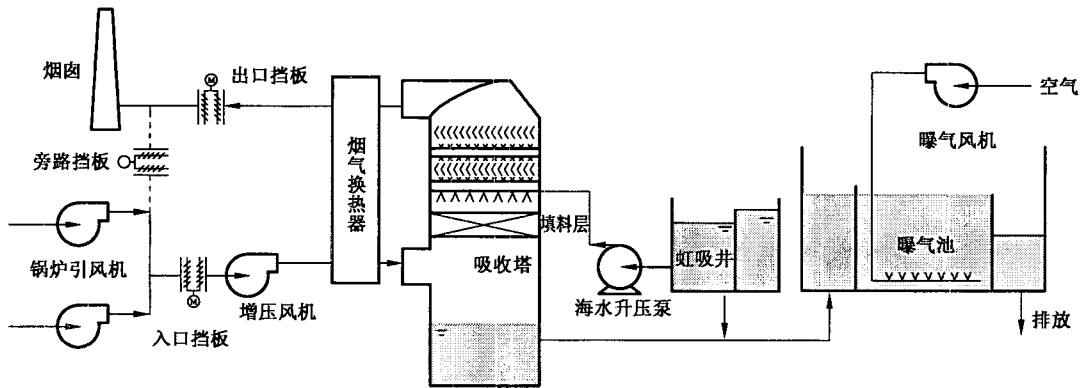 烟囱
出口挡板
旁路挡板
锅炉引风机
入口挡板
增压风机
烟气换热器
填料层
吸收塔
海水升压泵
虹吸井
空气
曝气风机
曝气池
排放
M
M